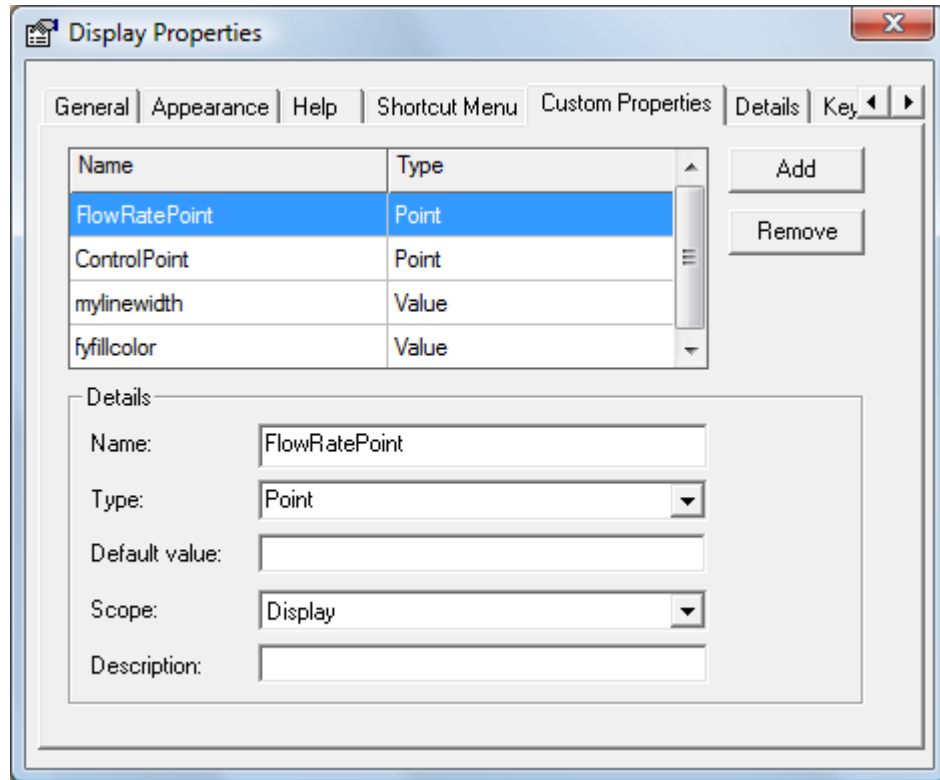 Display Properties
General Appearance Help Shortcut Menu Custom Properties Details Key
Name Type Add
FlowRatePoint Point Remove
ControlPoint Point
mylinewidth Value
fyfillcolor Value
Details
Name: FlowRatePoint
Type: Point
Default value:
Scope: Display
Description: